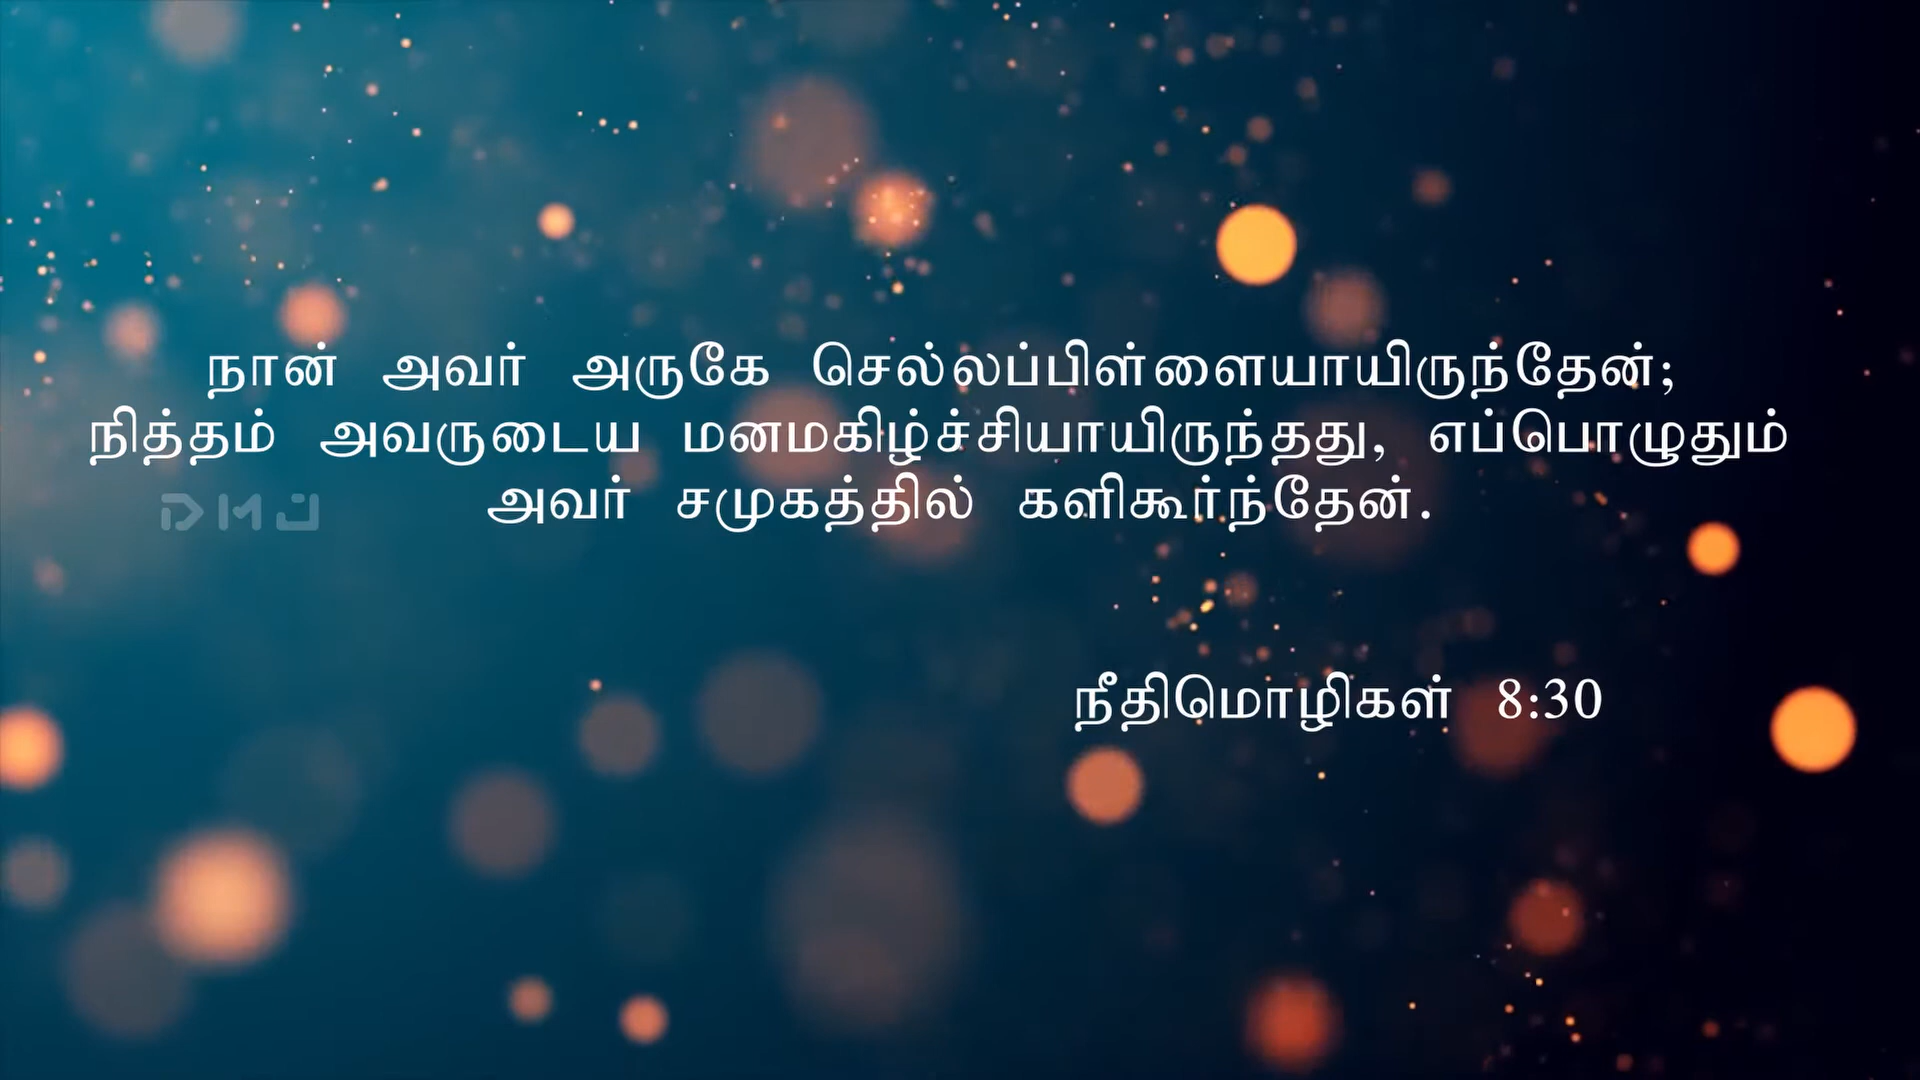 நான் அவர் அருகே செல்லப்பிள்ளையாயிருந்தேன்;
நித்தம் அவருடைய மனமகிழ்ச்சியாயிருந்தது, எப்பொழுதும்
அவர் சமுகத்தில் களிகூர்ந்தேன்.
DMJ
நீதிமொழிகள் 8:30